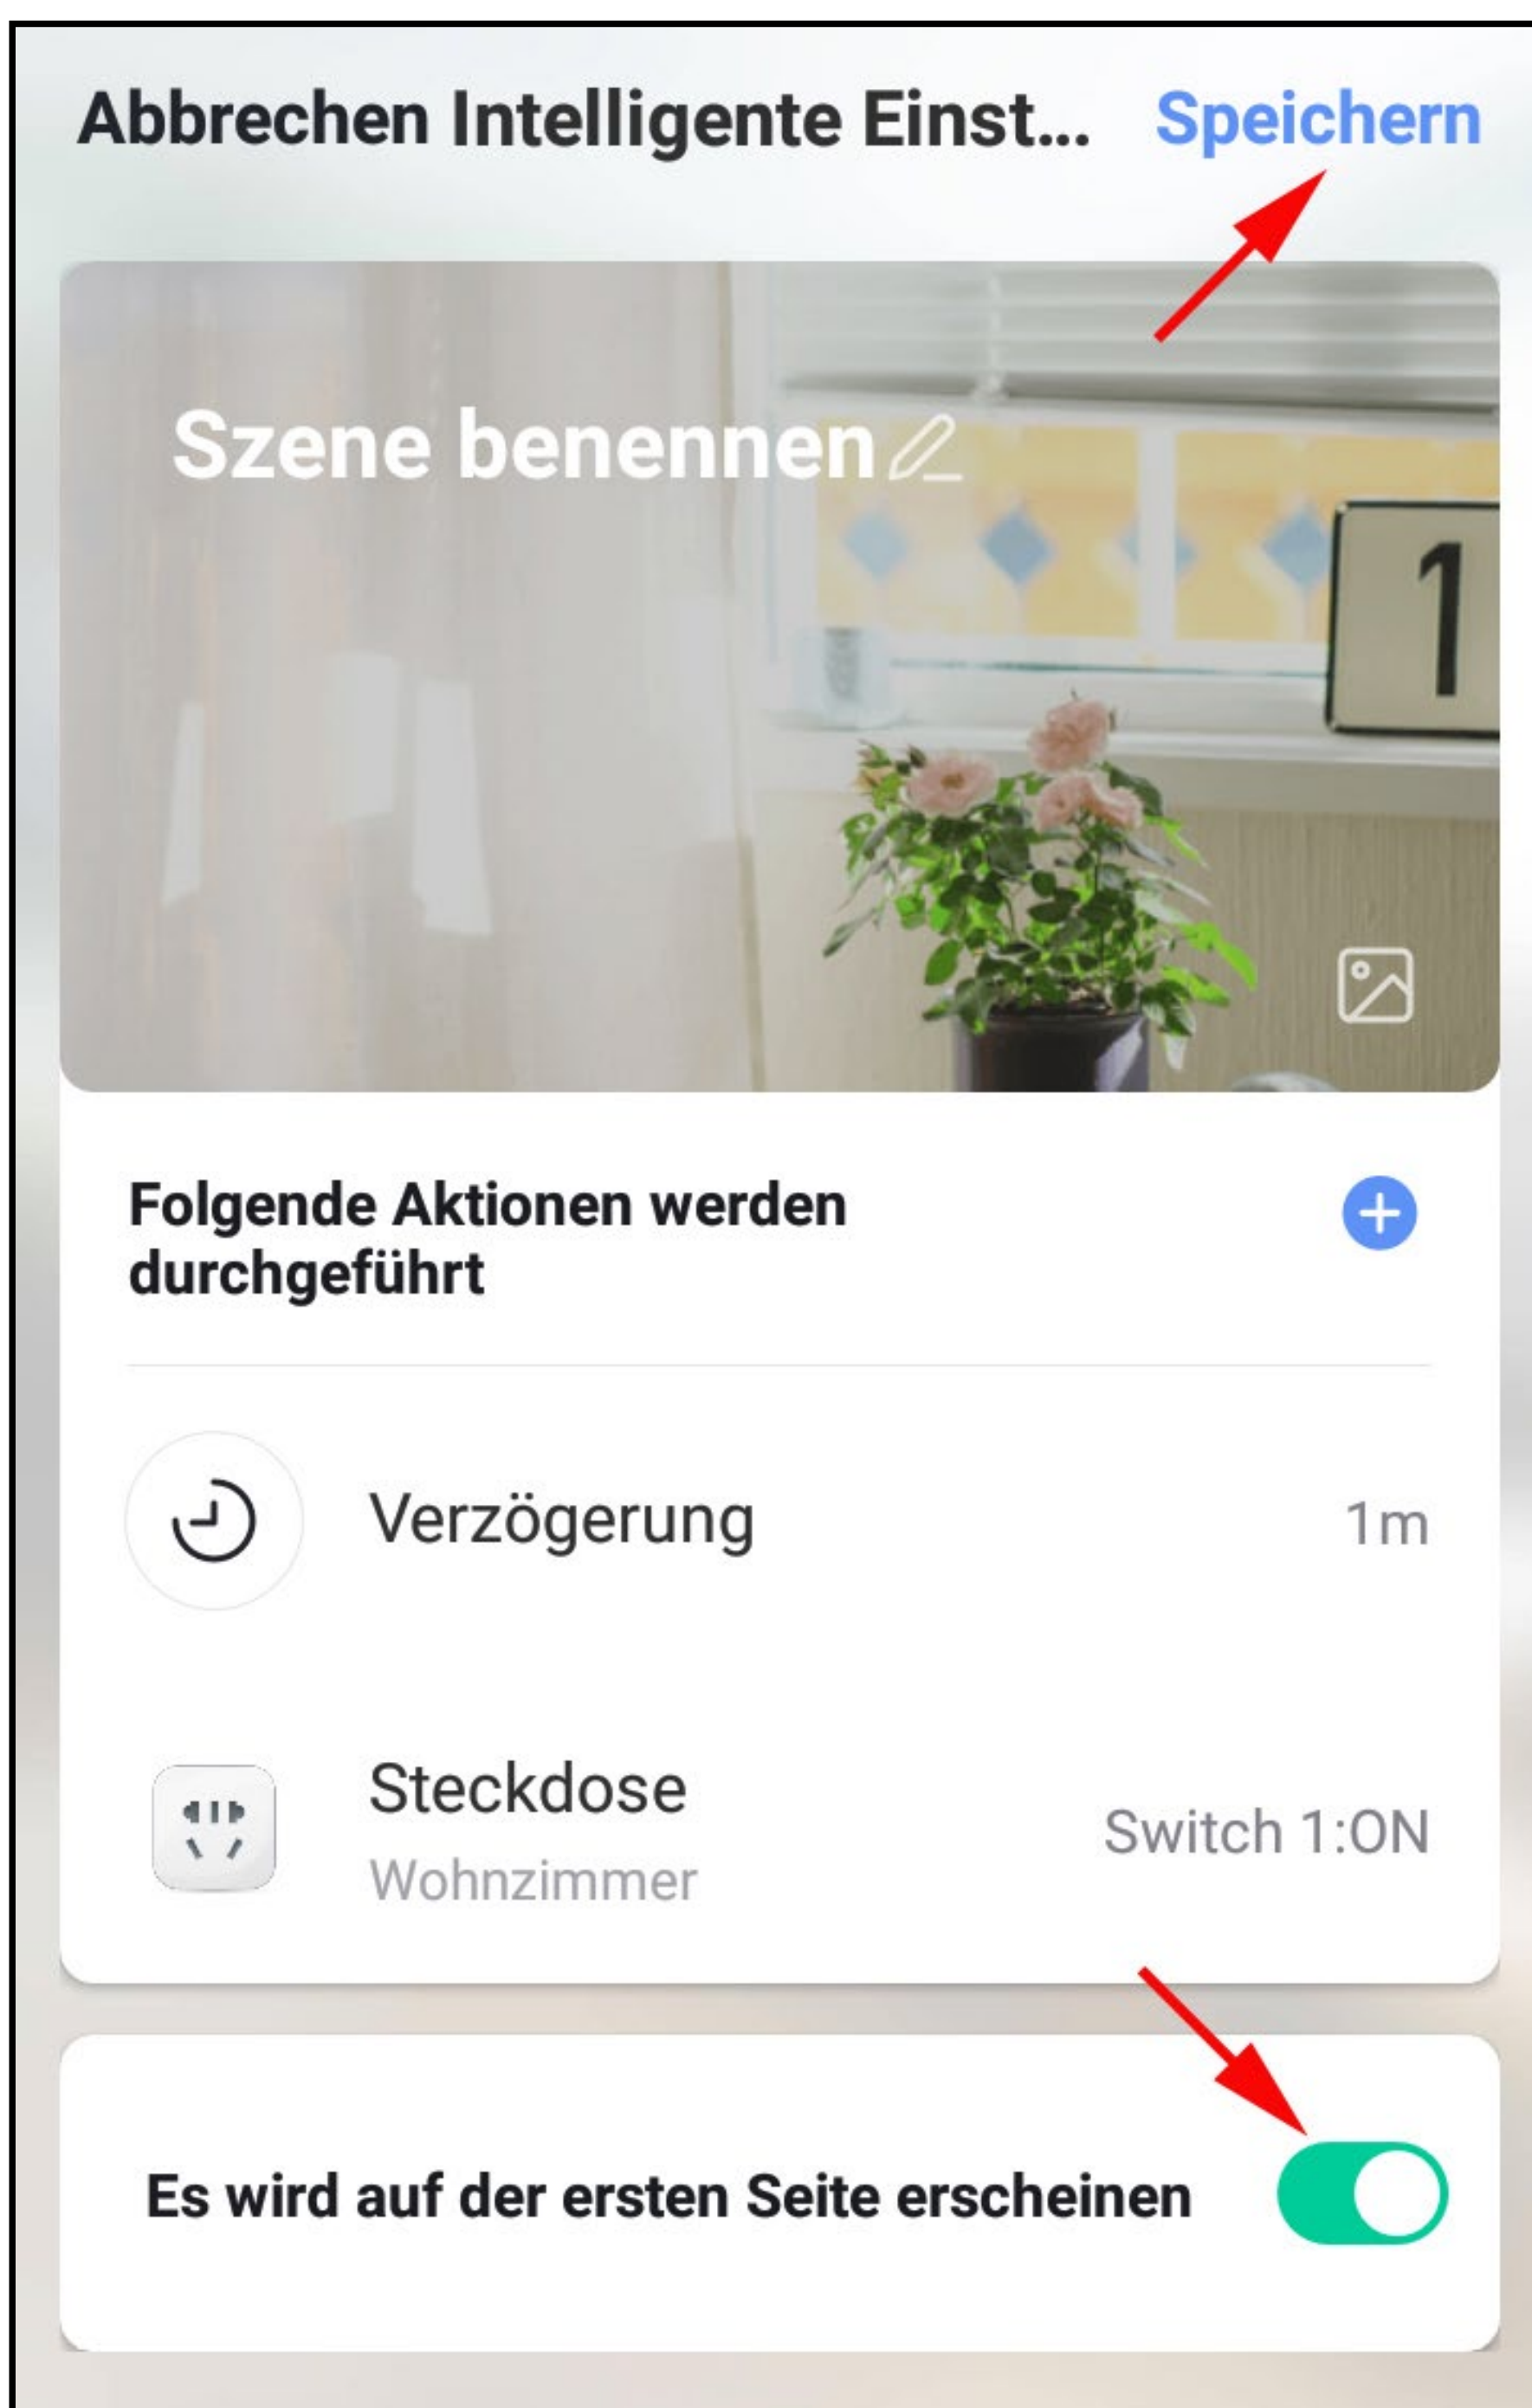 Abbrechen Intelligente Einst... Speichern
Szene benennen
1
Folgende Aktionen werden
durchgeführt
Verzögerung 1m
Steckdose
Wohnzimmer
Switch 1:ON
Es wird auf der ersten Seite erscheinen